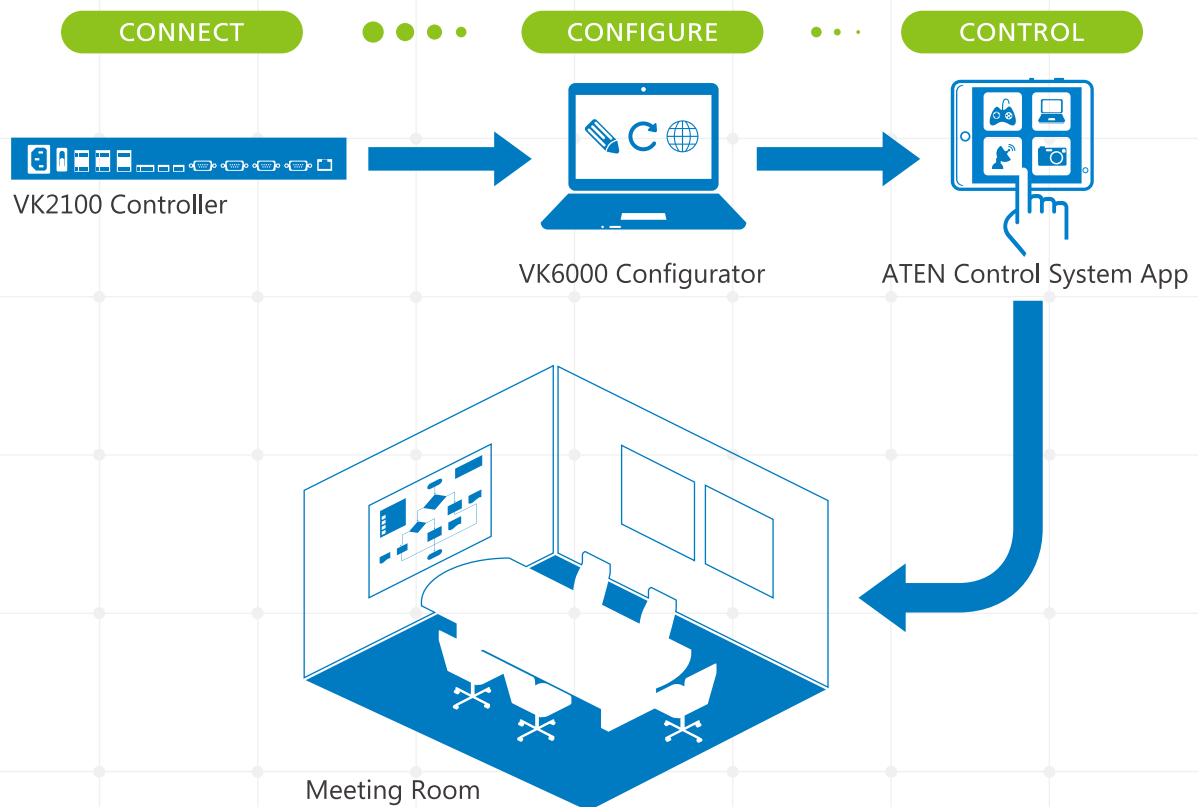 CONNECT
CONFIGURE
CONTROL
VK2100 Controller
VK6000 Configurator
ATEN Control System App
Meeting Room